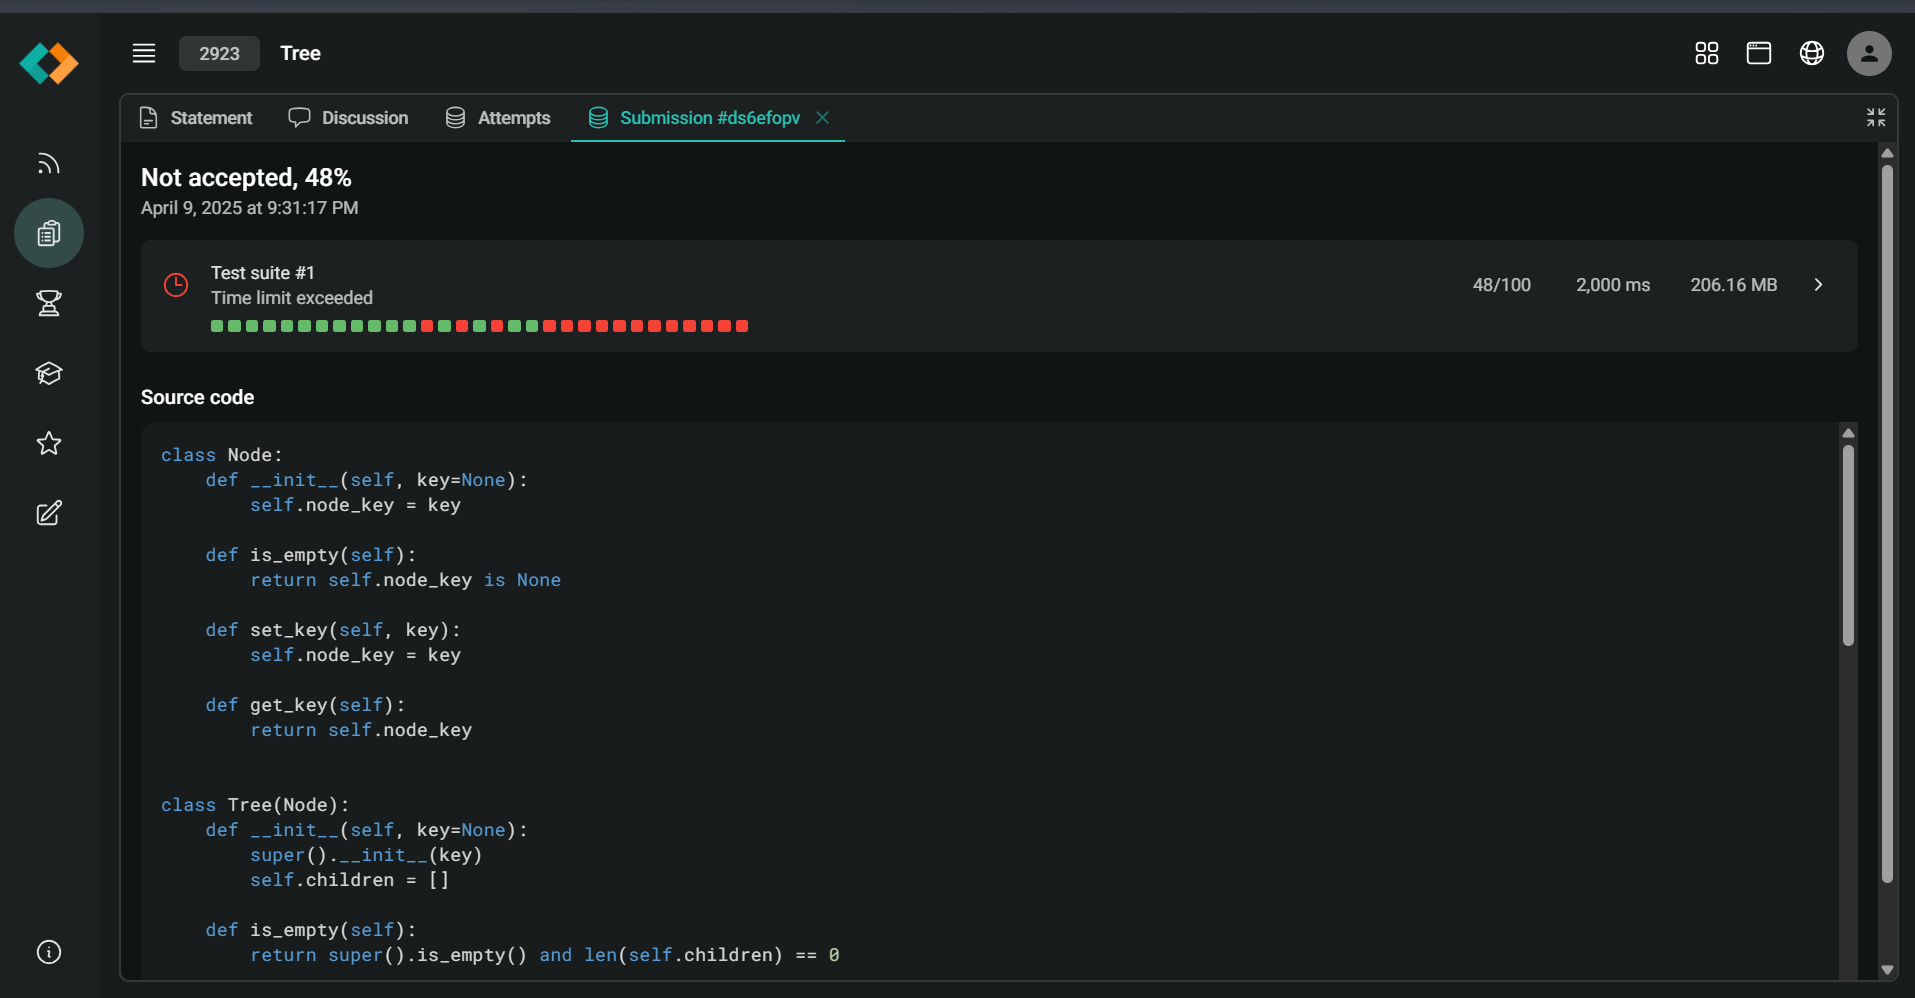 2923 Tree
Statement Discussion Attempts Submission #ds6efopv
Not accepted, 48%
April 9, 2025 at 9:31:17 PM
Test suite #1
Time limit exceeded
48/100 2,000 ms 206.16 MB
Source code
class Node:
    def __init__(self, key=None):
        self.node_key = key

    def is_empty(self):
        return self.node_key is None

    def set_key(self, key):
        self.node_key = key

    def get_key(self):
        return self.node_key


class Tree(Node):
    def __init__(self, key=None):
        super().__init__(key)
        self.children = []

    def is_empty(self):
        return super().is_empty() and len(self.children) == 0